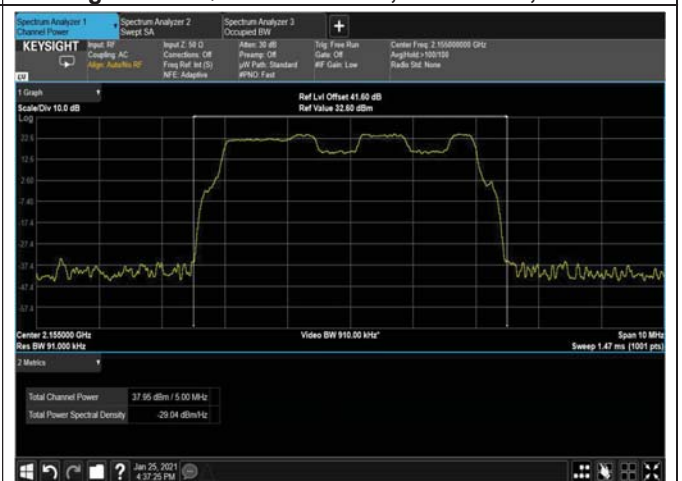 Spectrum Analyzer 1
Channel Power
Spectrum Analyzer 2
Swept SA
Spectrum Analyzer 3
Occupied BW
+
KEYSIGHT
Input: RF
Coupling: AC
Align: Auto/No RF
Input Z: 50 Ω
Corrections: Off
Freq Ref: Int (S)
NFE: Adaptive
Atten: 30 dB
Preamp: Off
µW Path: Standard
#PNO: Fast
Trig: Free Run
Gate: Off
#IF Gain: Low
Center Freq: 2.155000000 GHz
Avg|Hold:>100/100
Radio Std: None
LV
1 Graph
Scale/Div 10.0 dB
Ref Lvl Offset 41.60 dB
Ref Value 32.60 dBm
Log
22.6
12.6
2.60
-7.40
-17.4
-27.4
-37.4
-47.4
-57.4
Center 2.155000 GHz
Res BW 91.000 kHz
Video BW 910.00 kHz*
Span 10 MHz
Sweep 1.47 ms (1001 pts)
2 Metrics
Total Channel Power 37.95 dBm / 5.00 MHz
Total Power Spectral Density -29.04 dBm/Hz
?
Jan 25, 2021
4:37:25 PM